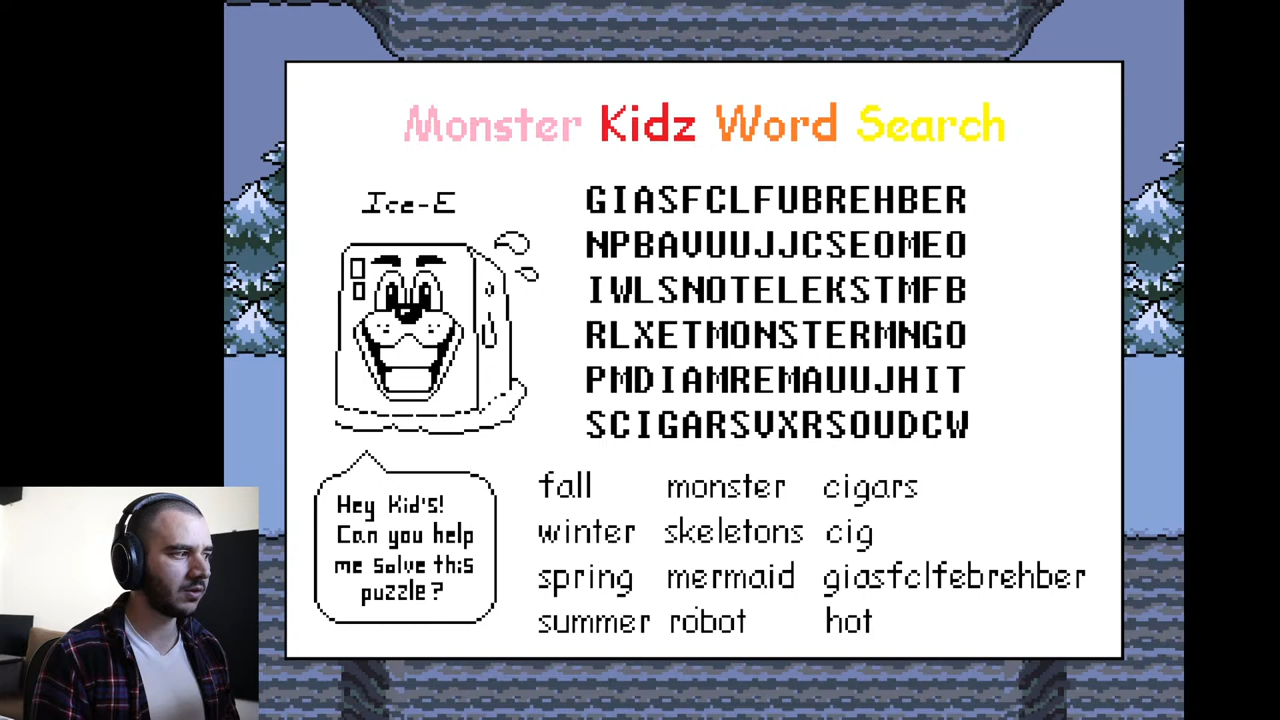 Monster Kidz Word Search
Ice-E
GIASFCLFUBREHBER
NPBAVUUJJCSEOMEO
IWLSNOTELEKSTMFB
RLXETMONSTERMNGO
PMDIAMREMAUUJHIT
SCIGARSVXRSOUDCW
fall monster cigars
winter skeletons cig
spring mermaid giasfclfebrehber
summer robot hot
Hey Kid's!
Can you help
me solve this
puzzle?